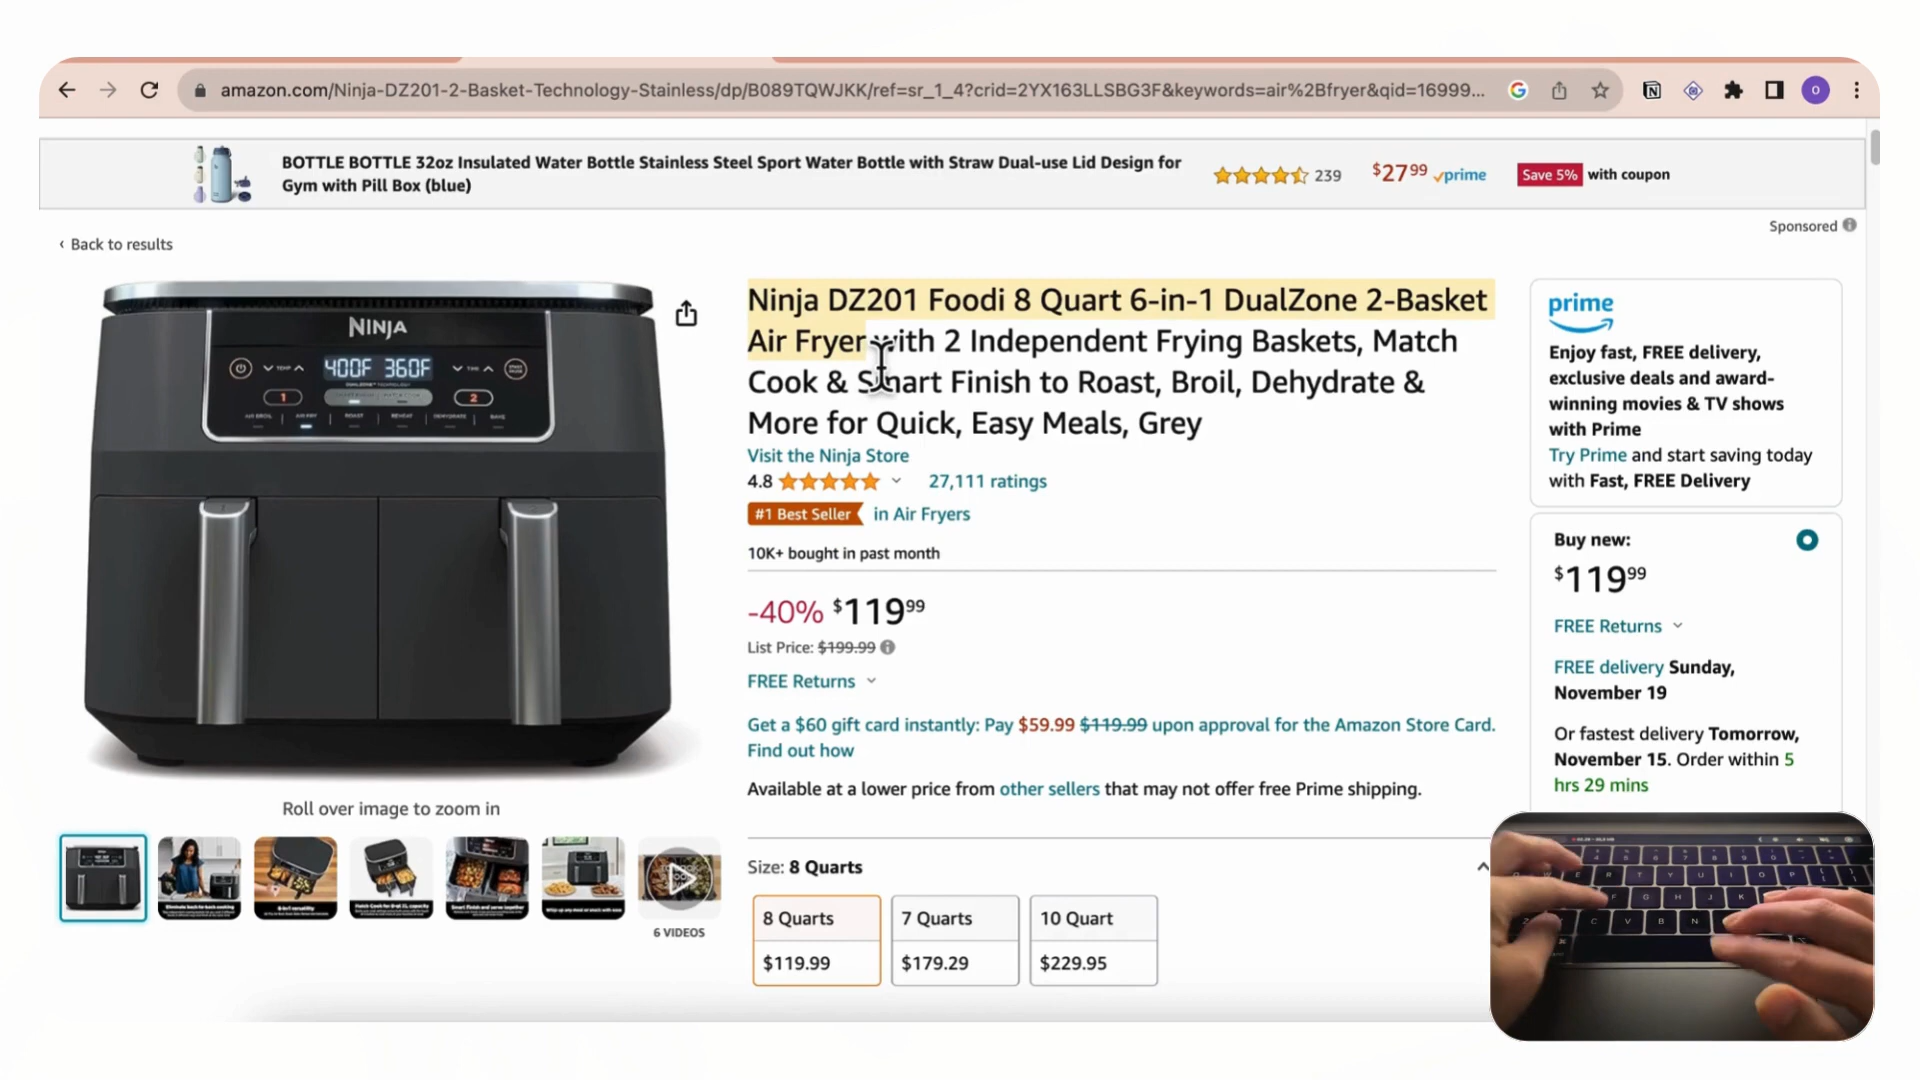 amazon.com/Ninja-DZ201-2-Basket-Technology-Stainless/dp/B089TQWJKK/ref=sr_1_4?crid=2YX163LLSBG3F&keywords=air%2Bfryer&qid=16999...
BOTTLE BOTTLE 32oz Insulated Water Bottle Stainless Steel Sport Water Bottle with Straw Dual-use Lid Design for
Gym with Pill Box (blue)
239
$27.99 prime
Save 5% with coupon
Sponsored
‹ Back to results
NINJA
400F 360F
1
2
Roll over image to zoom in
6 VIDEOS
Ninja DZ201 Foodi 8 Quart 6-in-1 DualZone 2-Basket
Air Fryer with 2 Independent Frying Baskets, Match
Cook & Smart Finish to Roast, Broil, Dehydrate &
More for Quick, Easy Meals, Grey
Visit the Ninja Store
4.8 27,111 ratings
#1 Best Seller in Air Fryers
10K+ bought in past month
-40% $119.99
List Price: $199.99
FREE Returns
Get a $60 gift card instantly: Pay $59.99 $119.99 upon approval for the Amazon Store Card.
Find out how
Available at a lower price from other sellers that may not offer free Prime shipping.
Size: 8 Quarts
8 Quarts
$119.99
7 Quarts
$179.29
10 Quart
$229.95
prime
Enjoy fast, FREE delivery,
exclusive deals and award-
winning movies & TV shows
with Prime
Try Prime and start saving today
with Fast, FREE Delivery
Buy new:
$119.99
FREE Returns
FREE delivery Sunday,
November 19
Or fastest delivery Tomorrow,
November 15. Order within 5
hrs 29 mins